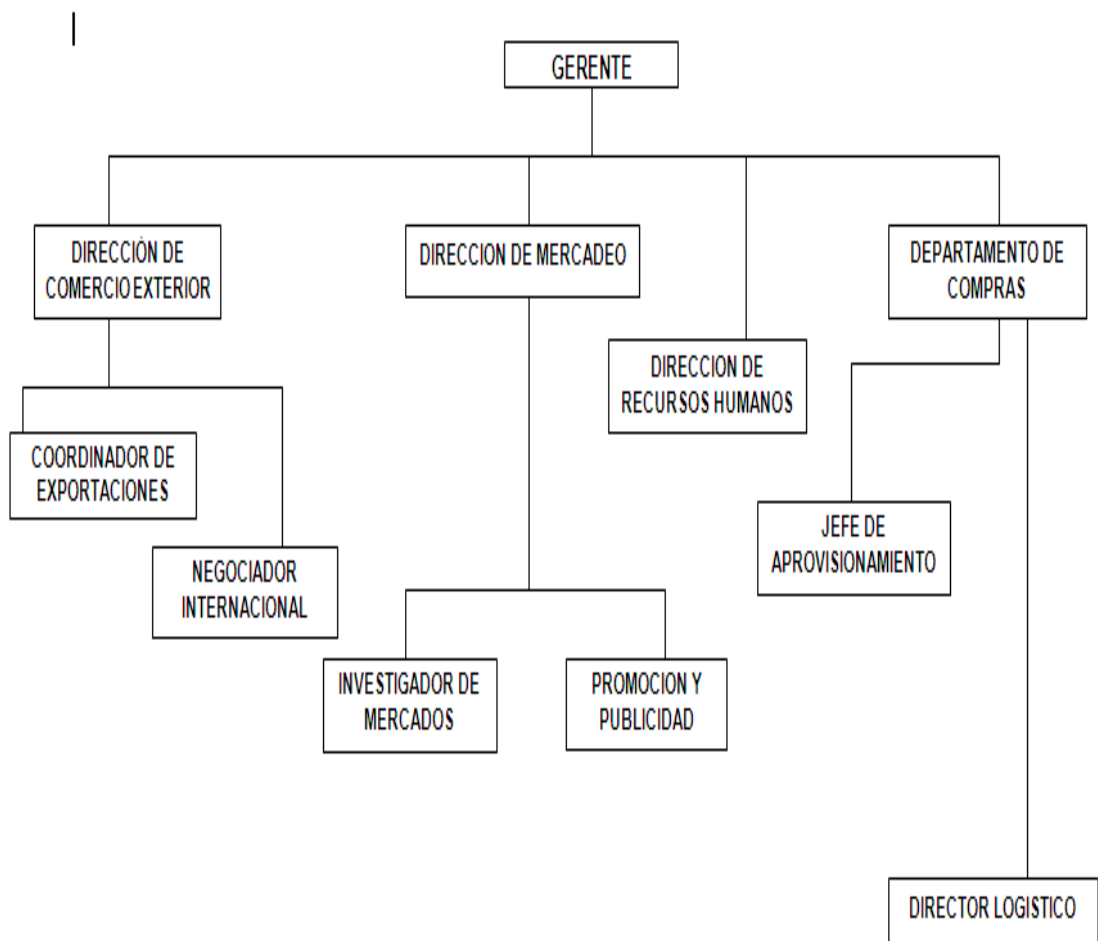 GERENTE
DIRECCIÓN DE
COMERCIO EXTERIOR
DIRECCION DE MERCADEO
DEPARTAMENTO DE
COMPRAS
DIRECCION DE
RECURSOS HUMANOS
COORDINADOR DE
EXPORTACIONES
JEFE DE
APROVISIONAMIENTO
NEGOCIADOR
INTERNACIONAL
INVESTIGADOR DE
MERCADOS
PROMOCION Y
PUBLICIDAD
DIRECTOR LOGISTICO